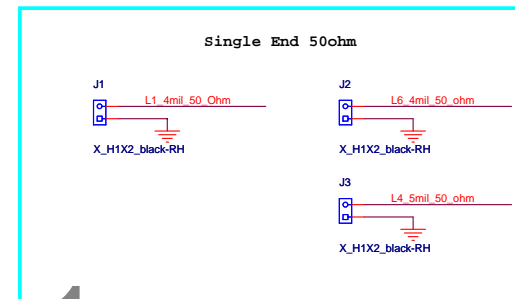 Single End 50ohm
J1
L1_4mil_50_Ohm
X_H1X2_black-RH
J2
L6_4mil_50_ohm
X_H1X2_black-RH
J3
L4_5mil_50_ohm
X_H1X2_black-RH